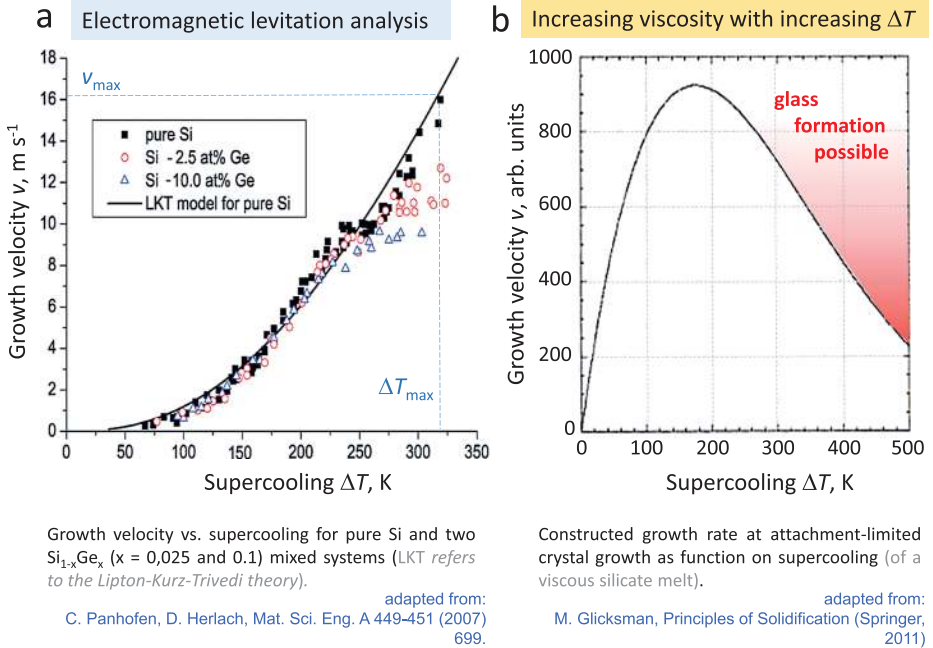 a Electromagnetic levitation analysis
18
16
14
12
10
8
6
4
2
0
Growth velocity v, m s-1
vmax
pure Si
Si - 2.5 at% Ge
Si - 10.0 at% Ge
LKT model for pure Si
ΔTmax
0 50 100 150 200 250 300 350
Supercooling ΔT, K
Growth velocity vs. supercooling for pure Si and two
Si1-xGex (x = 0,025 and 0.1) mixed systems (LKT refers
to the Lipton-Kurz-Trivedi theory).
adapted from:
C. Panhofen, D. Herlach, Mat. Sci. Eng. A 449-451 (2007)
699.
b Increasing viscosity with increasing ΔT
1000
800
600
400
200
0
Growth velocity v, arb. units
glass
formation
possible
0 100 200 300 400 500
Supercooling ΔT, K
Constructed growth rate at attachment-limited
crystal growth as function on supercooling (of a
viscous silicate melt).
adapted from:
M. Glicksman, Principles of Solidification (Springer,
2011)